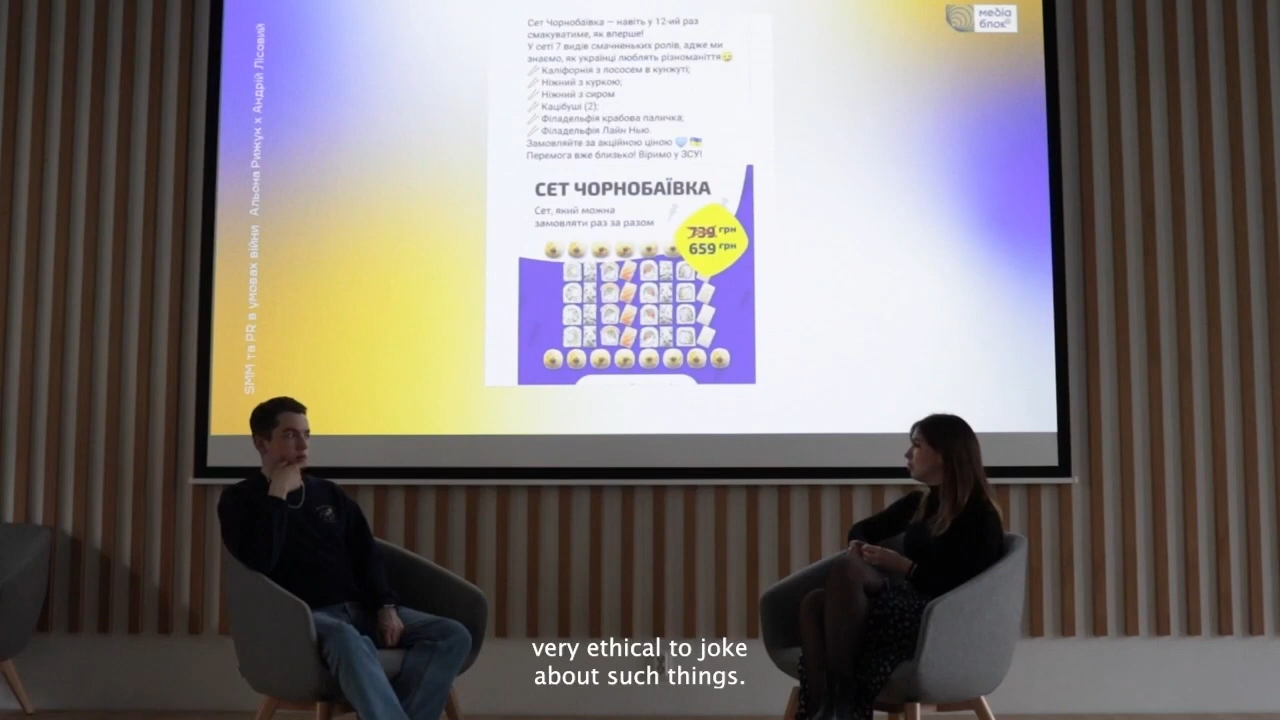 SMM та PR в умовах війни Альона Рижук х Андрій Лісовий
медіа
блок
Сет Чорнобаївка — навіть у 12-ий раз
смакуватиме, як вперше!
У сеті 7 видів смачненьких ролів, адже ми
знаємо, як українці люблять різноманіття😋
🥢 Каліфорнія з лососем в кунжуті;
🥢 Ніжний з куркою;
🥢 Ніжний з сиром
🥢 Кацібуші (2);
🥢 Філадельфія крабова паличка;
🥢 Філадельфія Лайн Нью.
Замовляйте за акційною ціною 🩵🇺🇦
Перемога вже близько! Віримо у ЗСУ!
СЕТ ЧОРНОБАЇВКА
Сет, який можна
замовляти раз за разом
739 грн
659 грн
very ethical to joke
about such things.